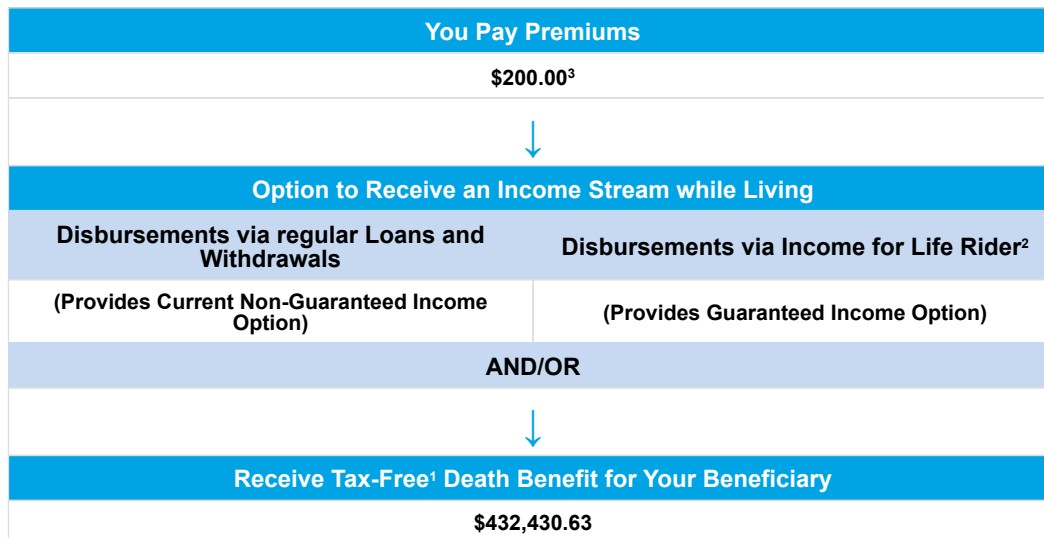 You Pay Premiums
$200.00³
Option to Receive an Income Stream while Living
Disbursements via regular Loans and
Withdrawals
Disbursements via Income for Life Rider²
(Provides Current Non-Guaranteed Income
Option)
(Provides Guaranteed Income Option)
AND/OR
Receive Tax-Free¹ Death Benefit for Your Beneficiary
$432,430.63